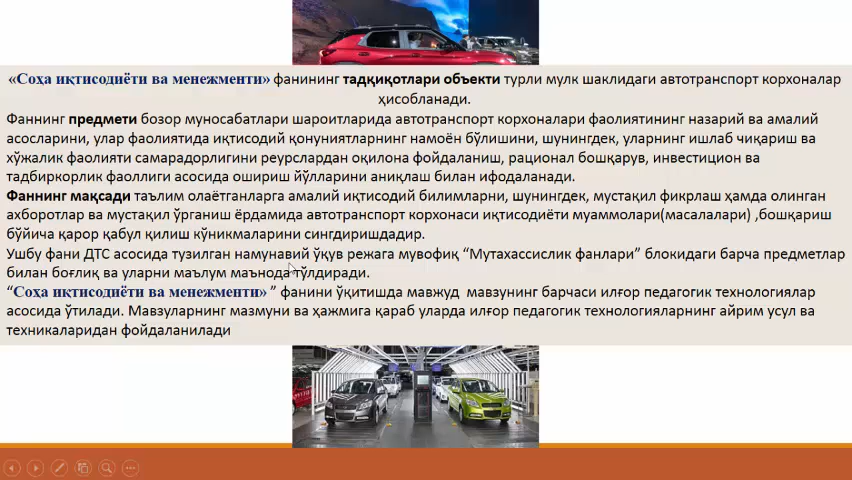 «Соҳа иқтисодиёти ва менежменти» фанининг тадқиқотлари объекти турли мулк шаклидаги автотранспорт корхоналар
ҳисобланади.
Фаннинг предмети бозор муносабатлари шароитларида автотранспорт корхоналари фаолиятининг назарий ва амалий
асосларини, улар фаолиятида иқтисодий қонуниятларнинг намоён бўлишини, шунингдек, уларнинг ишлаб чиқариш ва
хўжалик фаолияти самарадорлигини реурслардан оқилона фойдаланиш, рационал бошқарув, инвестицион ва
тадбиркорлик фаоллиги асосида ошириш йўлларини аниқлаш билан ифодаланади.
Фаннинг мақсади таълим олаётганларга амалий иқтисодий билимларни, шунингдек, мустақил фикрлаш ҳамда олинган
ахборотлар ва мустақил ўрганиш ёрдамида автотранспорт корхонаси иқтисодиёти муаммолари(масалалари) ,бошқариш
бўйича қарор қабул қилиш кўникмаларини сингдиришдадир.
Ушбу фани ДТС асосида тузилган намунавий ўқув режага мувофиқ “Мутахассислик фанлари” блокидаги барча предметлар
билан боғлиқ ва уларни маълум маънода тўлдиради.
“Соҳа иқтисодиёти ва менежменти» ” фанини ўқитишда мавжуд мавзунинг барчаси илғор педагогик технологиялар
асосида ўтилади. Мавзуларнинг мазмуни ва ҳажмига қараб уларда илғор педагогик технологияларнинг айрим усул ва
техникаларидан фойдаланилади